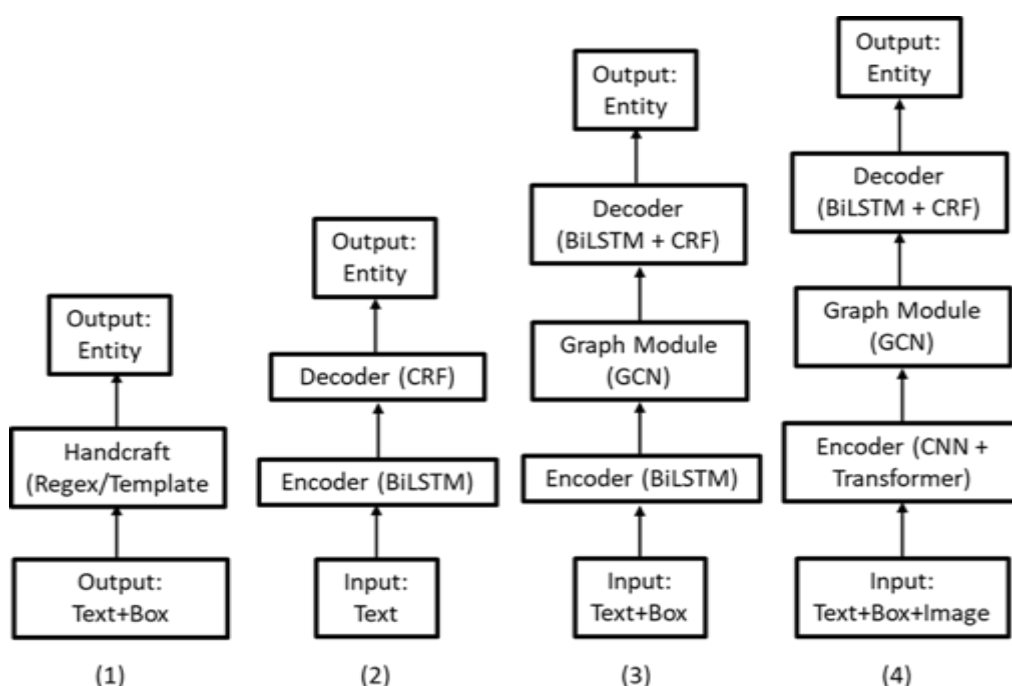 Output:
Entity
Handcraft
(Regex/Template
Output:
Text+Box
(1)
Output:
Entity
Decoder (CRF)
Encoder (BiLSTM)
Input:
Text
(2)
Output:
Entity
Decoder
(BiLSTM + CRF)
Graph Module
(GCN)
Encoder (BiLSTM)
Input:
Text+Box
(3)
Output:
Entity
Decoder
(BiLSTM + CRF)
Graph Module
(GCN)
Encoder (CNN +
Transformer)
Input:
Text+Box+Image
(4)